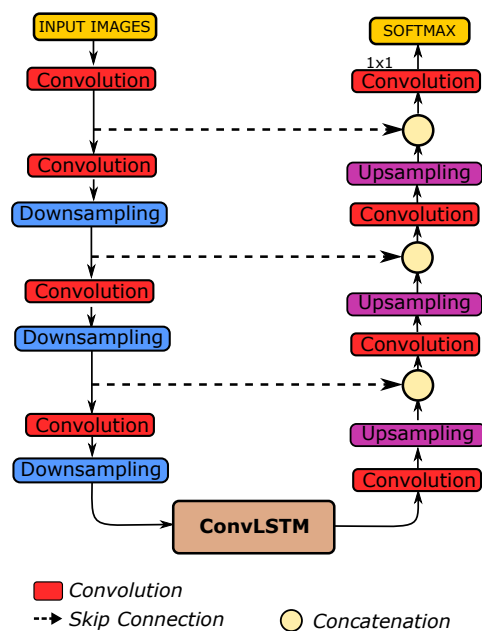 INPUT IMAGES
Convolution
Convolution
Downsampling
Convolution
Downsampling
Convolution
Downsampling
ConvLSTM
SOFTMAX
1x1
Convolution
Upsampling
Convolution
Upsampling
Convolution
Upsampling
Convolution
Convolution
Skip Connection
Concatenation